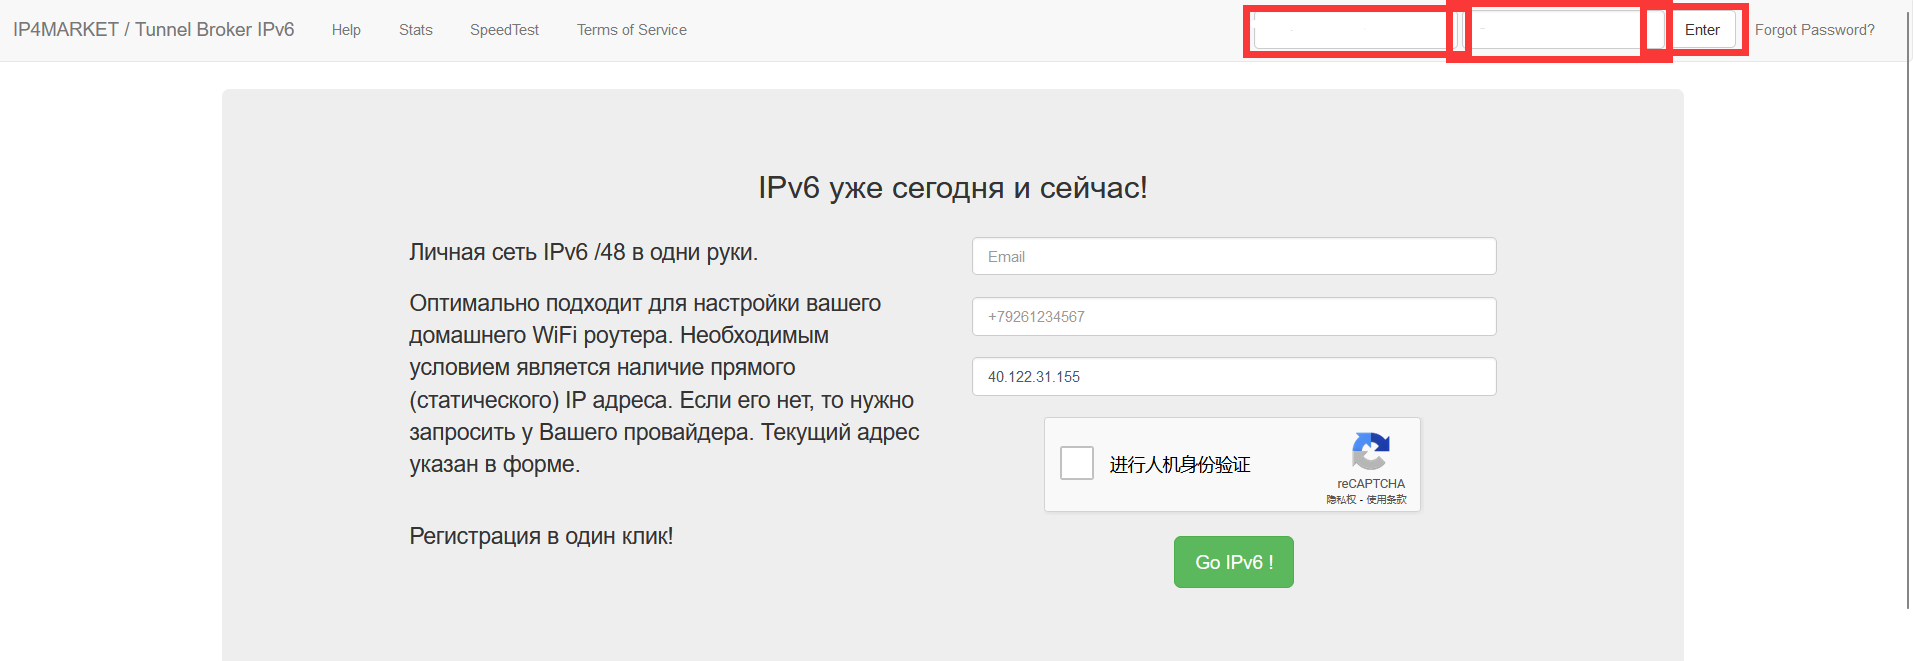 IP4MARKET / Tunnel Broker IPv6 Help Stats SpeedTest Terms of Service Enter Forgot Password?
IPv6 уже сегодня и сейчас!
Личная сеть IPv6 /48 в одни руки.
Оптимально подходит для настройки вашего
домашнего WiFi роутера. Необходимым
условием является наличие прямого
(статического) IP адреса. Если его нет, то нужно
запросить у Вашего провайдера. Текущий адрес
указан в форме.
Регистрация в один клик!
Email
+79261234567
40.122.31.155
进行人机身份验证
reCAPTCHA
隐私权 - 使用条款
Go IPv6 !